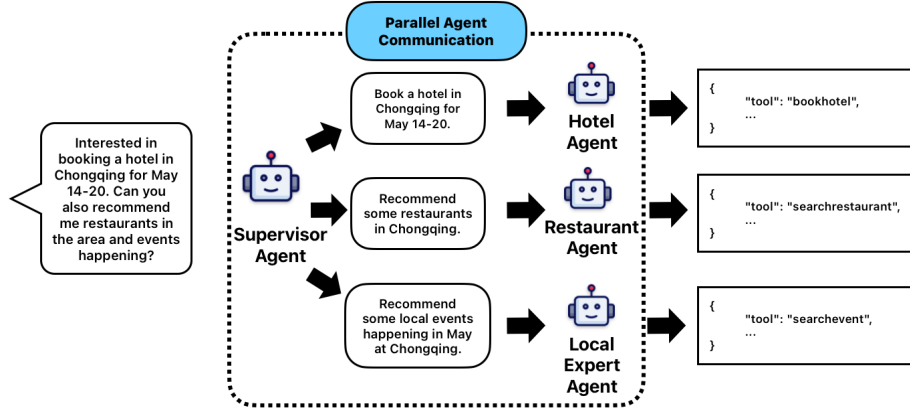 Parallel Agent
Communication
Interested in
booking a hotel in
Chongqing for May
14-20. Can you
also recommend
me restaurants in
the area and events
happening?
Supervisor
Agent
Book a hotel in
Chongqing for
May 14-20.
Hotel
Agent
{
"tool": "bookhotel",
...
}
Recommend
some restaurants
in Chongqing.
Restaurant
Agent
{
"tool": "searchrestaurant",
...
}
Recommend
some local events
happening in May
at Chongqing.
Local
Expert
Agent
{
"tool": "searchevent",
...
}